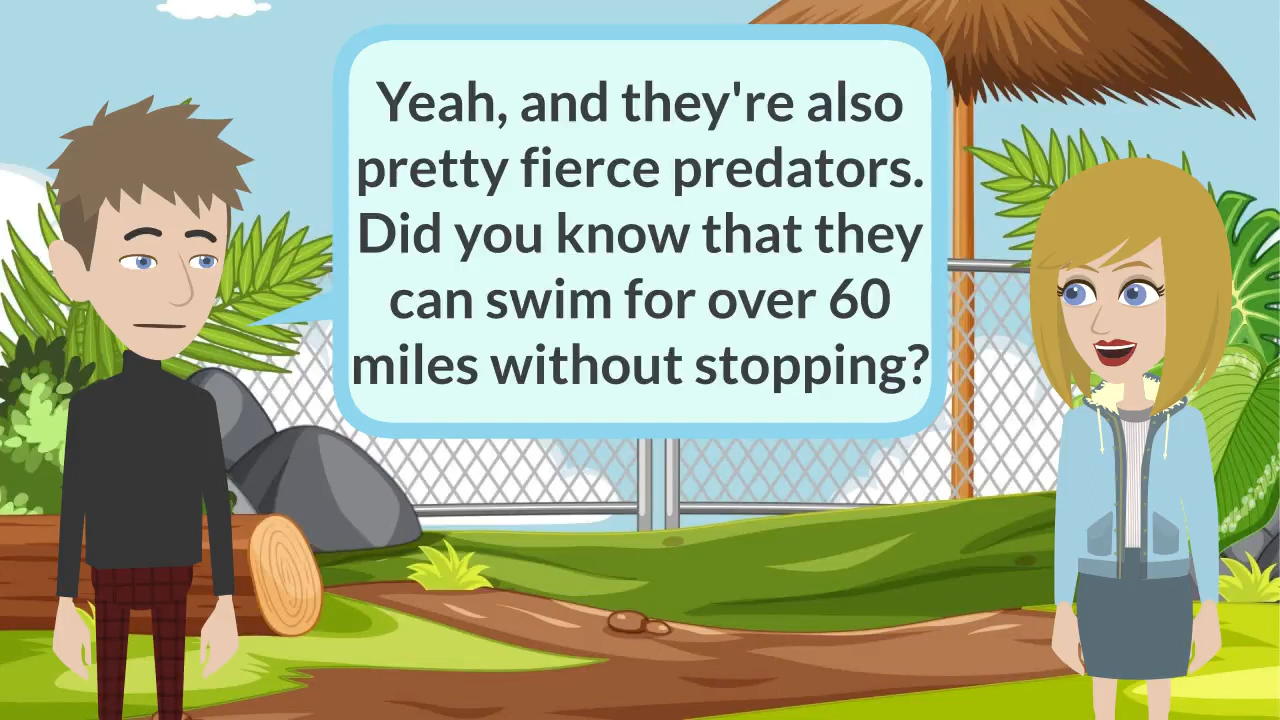 Yeah, and they're also
pretty fierce predators.
Did you know that they
can swim for over 60
miles without stopping?